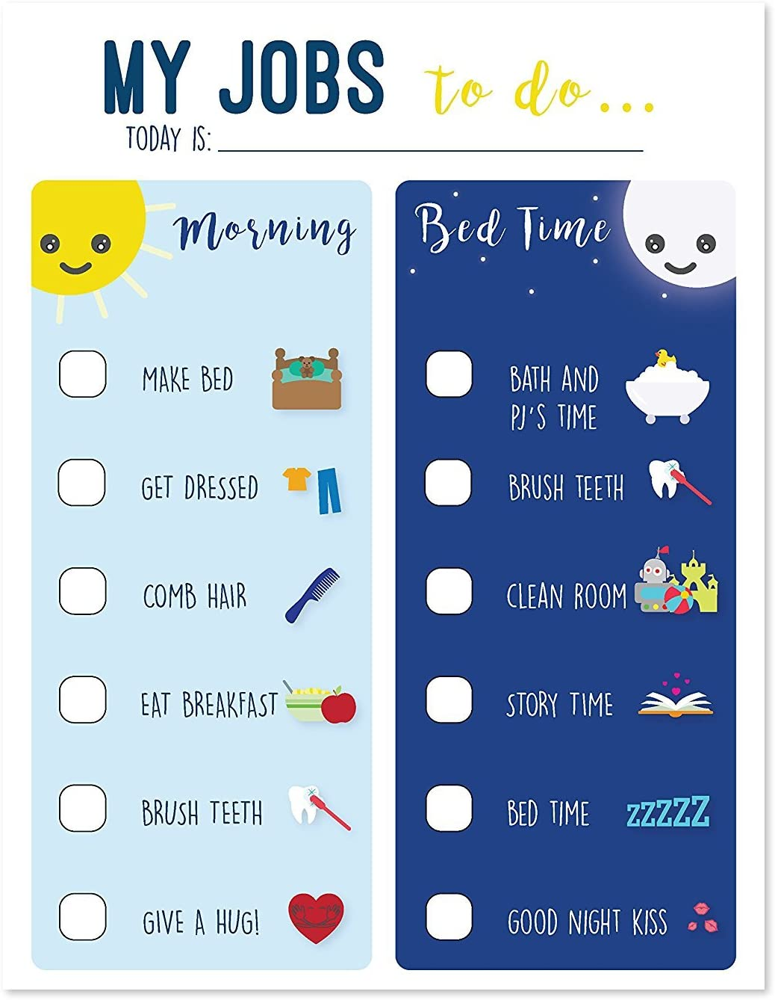 MY JOBS to do...
TODAY IS:
Morning
MAKE BED
GET DRESSED
COMB HAIR
EAT BREAKFAST
BRUSH TEETH
GIVE A HUG!
Bed Time
BATH AND
PJ'S TIME
BRUSH TEETH
CLEAN ROOM
STORY TIME
BED TIME
ZZZZZ
GOOD NIGHT KISS